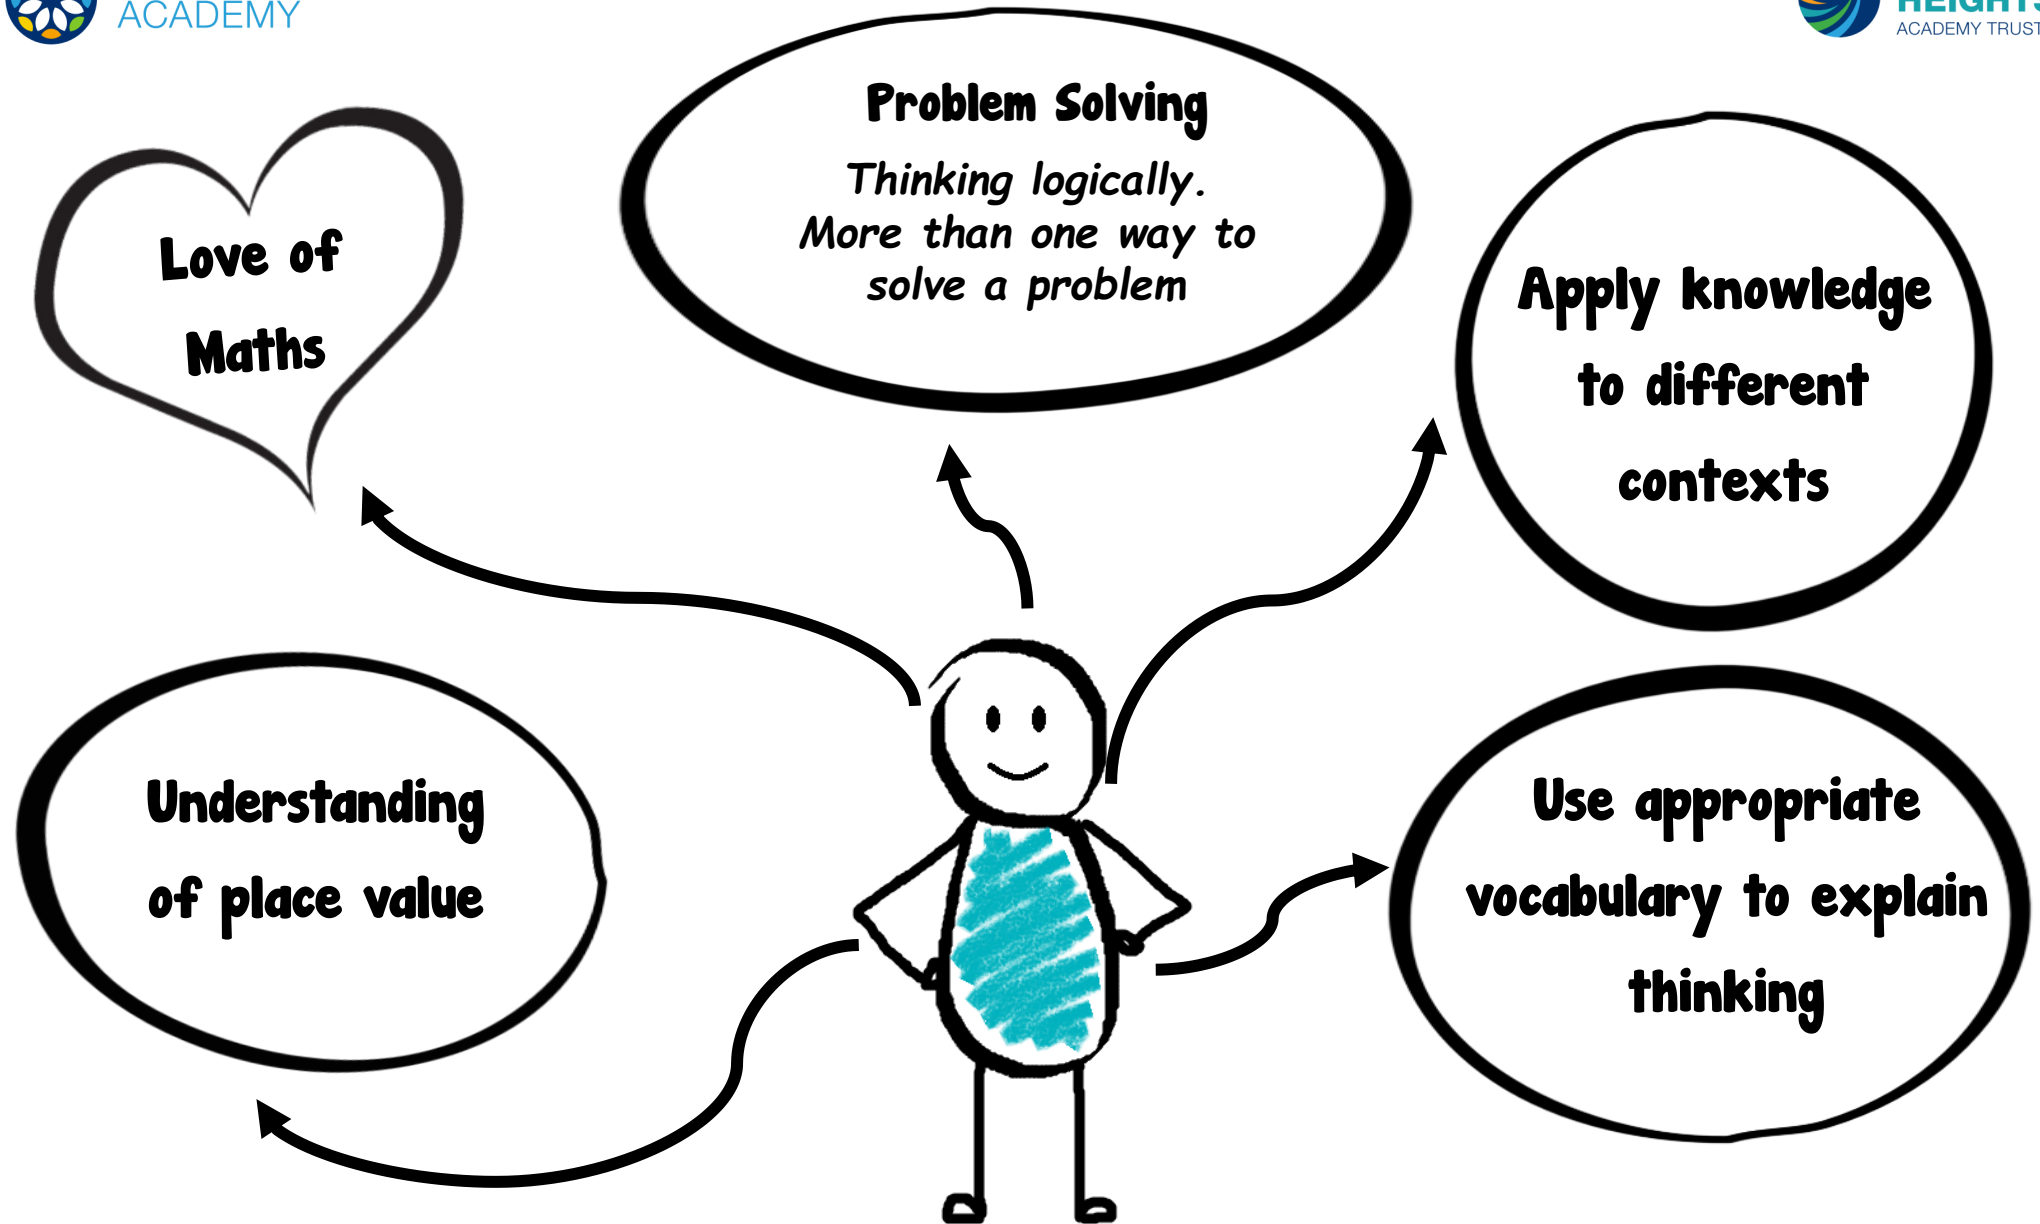 ACADEMY
HEIGHTS
ACADEMY TRUST
Problem Solving
Thinking logically.
More than one way to
solve a problem
Love of
Maths
Apply knowledge
to different
contexts
Understanding
of place value
Use appropriate
vocabulary to explain
thinking